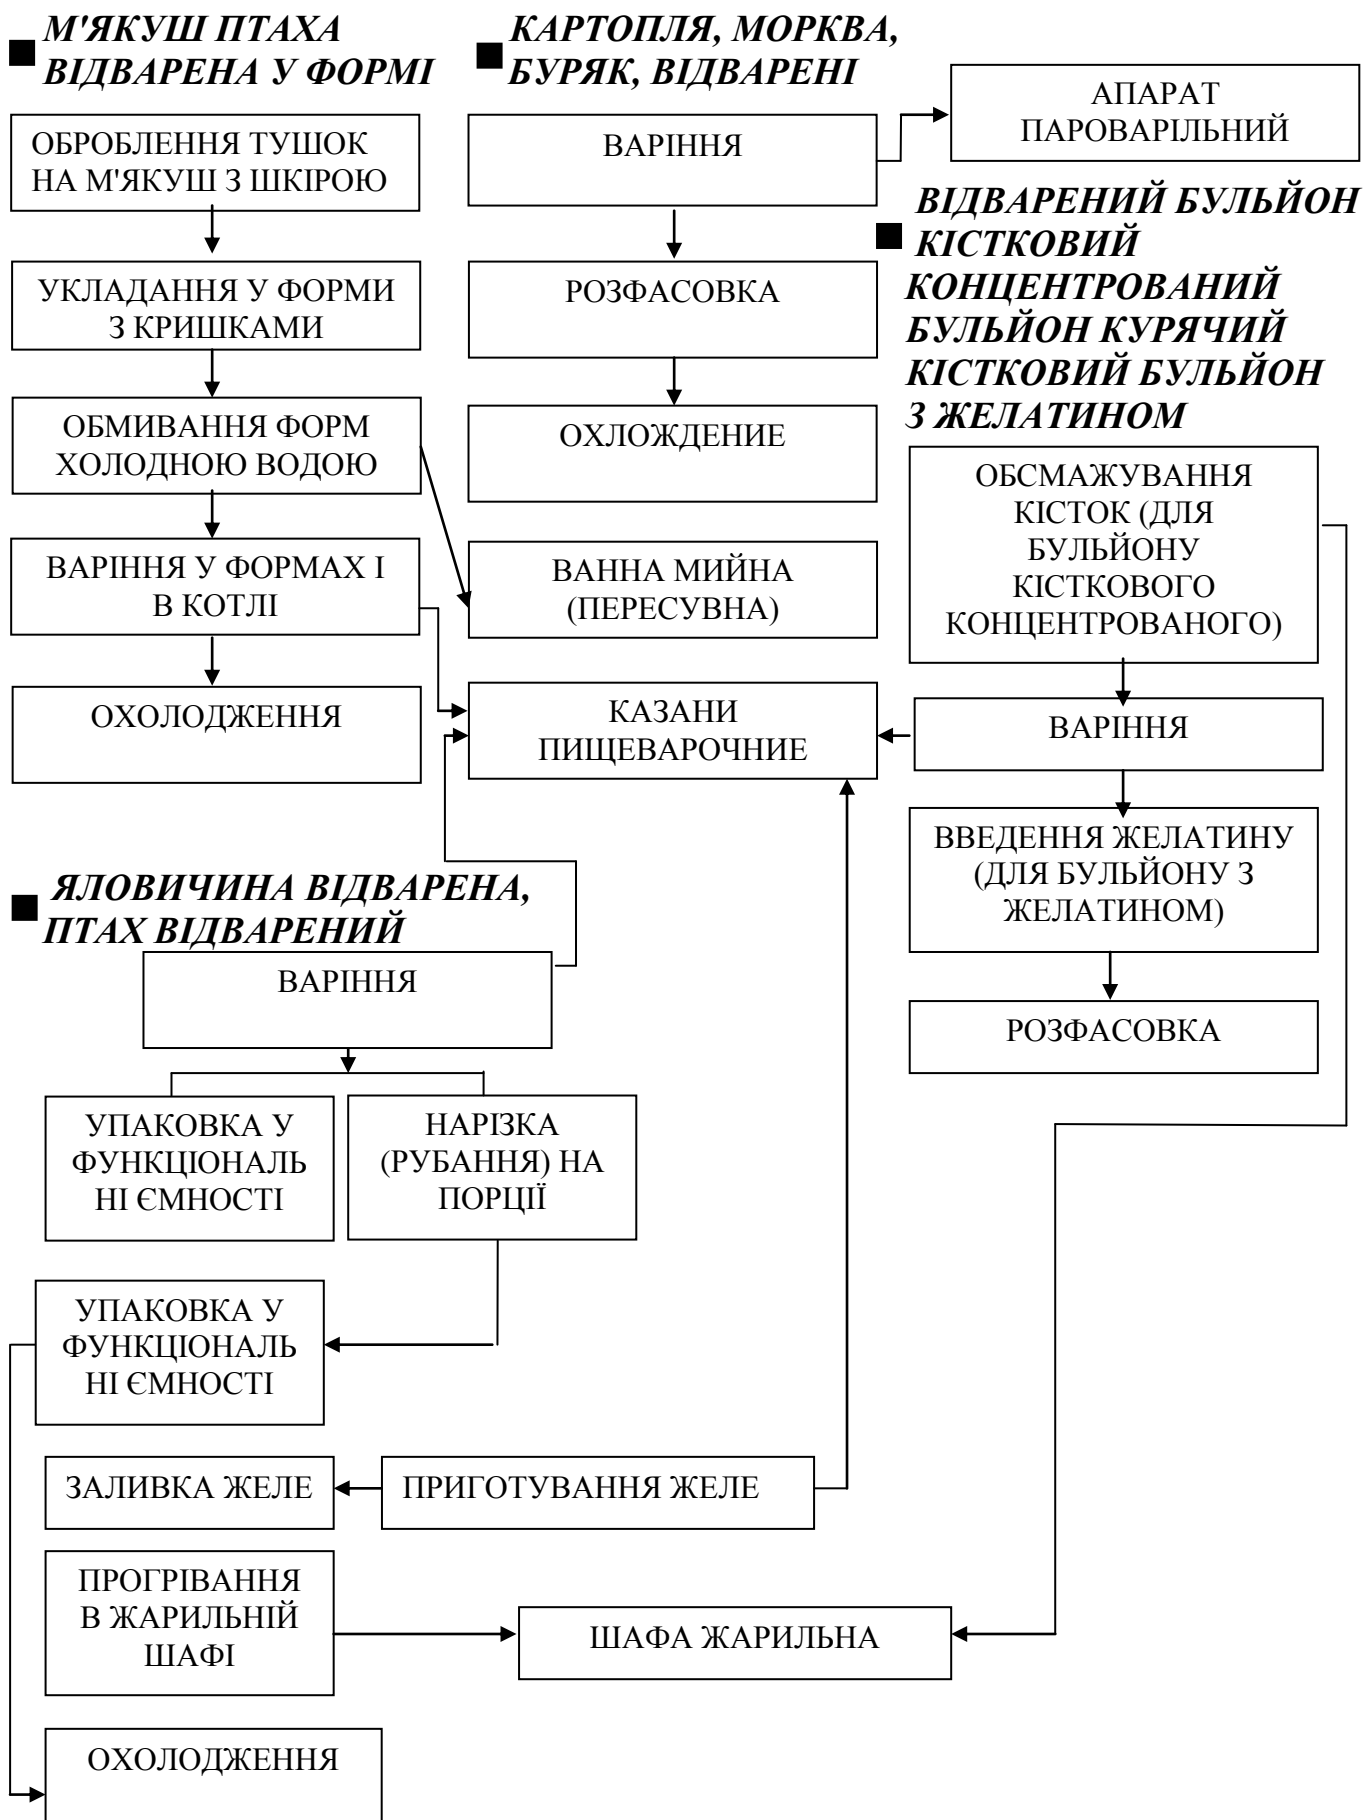 М'ЯКУШ ПТАХА
ВІДВАРЕНА У ФОРМІ
ОБРОБЛЕННЯ ТУШОК
НА М'ЯКУШ З ШКІРОЮ
УКЛАДАННЯ У ФОРМИ
З КРИШКАМИ
ОБМИВАННЯ ФОРМ
ХОЛОДНОЮ ВОДОЮ
ВАРІННЯ У ФОРМАХ І
В КОТЛІ
ОХОЛОДЖЕННЯ
КАРТОПЛЯ, МОРКВА,
БУРЯК, ВІДВАРЕНІ
ВАРІННЯ
РОЗФАСОВКА
ОХЛОЖДЕНИЕ
ВАННА МИЙНА
(ПЕРЕСУВНА)
КАЗАНИ
ПИЩЕВАРОЧНИЕ
АПАРАТ
ПАРОВАРІЛЬНИЙ
ВІДВАРЕНИЙ БУЛЬЙОН
КІСТКОВИЙ
КОНЦЕНТРОВАНИЙ
БУЛЬЙОН КУРЯЧИЙ
КІСТКОВИЙ БУЛЬЙОН
З ЖЕЛАТИНОМ
ОБСМАЖУВАННЯ
КІСТОК (ДЛЯ
БУЛЬЙОНУ
КІСТКОВОГО
КОНЦЕНТРОВАНОГО)
ВАРІННЯ
ВВЕДЕННЯ ЖЕЛАТИНУ
(ДЛЯ БУЛЬЙОНУ З
ЖЕЛАТИНОМ)
РОЗФАСОВКА
ЯЛОВИЧИНА ВІДВАРЕНА,
ПТАХ ВІДВАРЕНИЙ
ВАРІННЯ
УПАКОВКА У
ФУНКЦІОНАЛЬ
НІ ЄМНОСТІ
НАРІЗКА
(РУБАННЯ) НА
ПОРЦІЇ
УПАКОВКА У
ФУНКЦІОНАЛЬ
НІ ЄМНОСТІ
ЗАЛИВКА ЖЕЛЕ
ПРИГОТУВАННЯ ЖЕЛЕ
ПРОГРІВАННЯ
В ЖАРИЛЬНІЙ
ШАФІ
ШАФА ЖАРИЛЬНА
ОХОЛОДЖЕННЯ